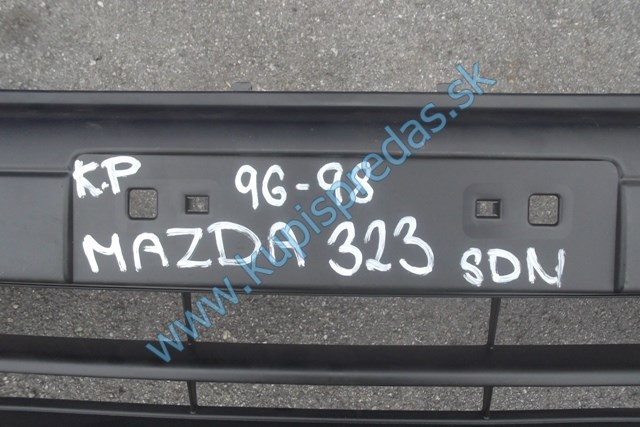 K.P 96-98
MAZDA 323 SDN
www.kupispredas.sk